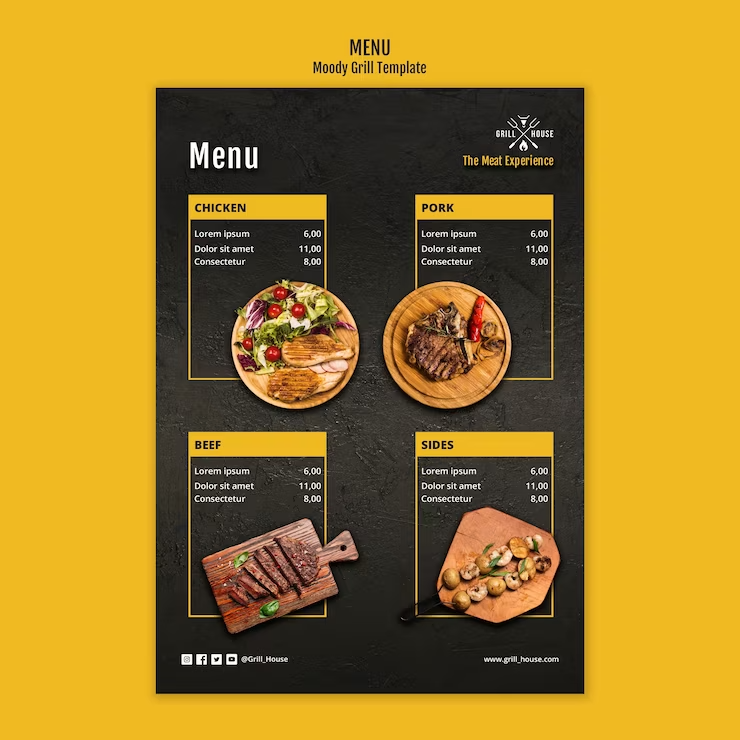 MENU
Moody Grill Template
GRILL HOUSE
Menu
The Meat Experience
CHICKEN
Lorem ipsum 6,00
Dolor sit amet 11,00
Consectetur 8,00
PORK
Lorem ipsum 6,00
Dolor sit amet 11,00
Consectetur 8,00
BEEF
Lorem ipsum 6,00
Dolor sit amet 11,00
Consectetur 8,00
SIDES
Lorem ipsum 6,00
Dolor sit amet 11,00
Consectetur 8,00
@Grill_House
www.grill_house.com